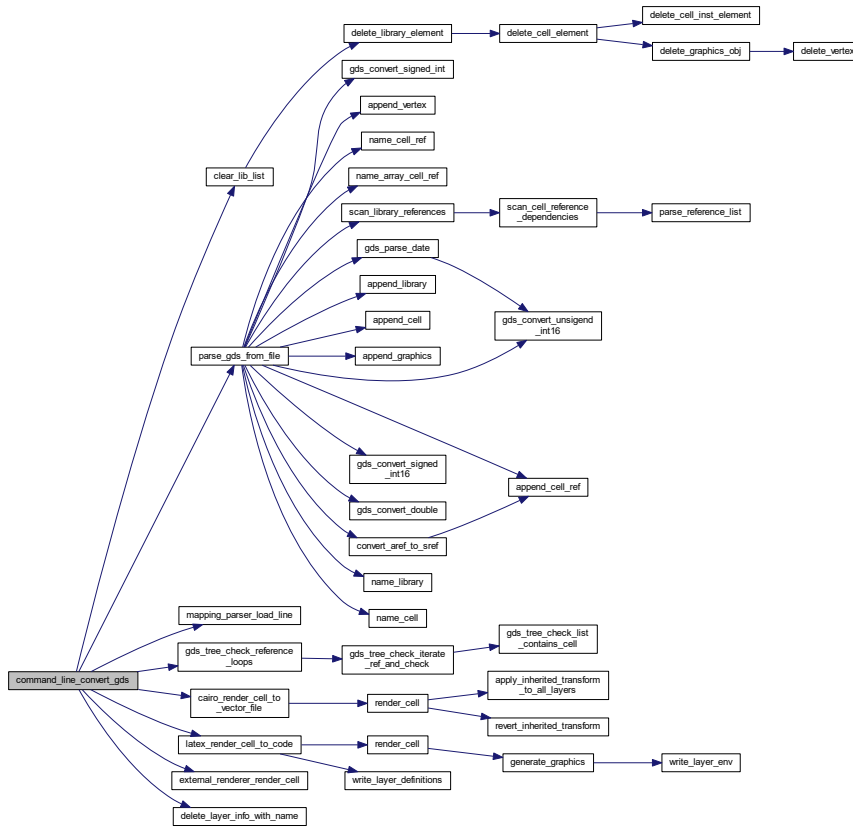 delete_cell_inst_element
delete_library_element
delete_cell_element
delete_graphics_obj
delete_vertex
gds_convert_signed_int
append_vertex
name_cell_ref
clear_lib_list
name_array_cell_ref
scan_library_references
scan_cell_reference
_dependencies
parse_reference_list
gds_parse_date
append_library
append_cell
gds_convert_unsigend
_int16
parse_gds_from_file
append_graphics
gds_convert_signed
_int16
append_cell_ref
gds_convert_double
convert_aref_to_sref
name_library
name_cell
mapping_parser_load_line
gds_tree_check_reference
_loops
gds_tree_check_iterate
_ref_and_check
gds_tree_check_list
_contains_cell
command_line_convert_gds
cairo_render_cell_to
_vector_file
render_cell
apply_inherited_transform
_to_all_layers
revert_inherited_transform
latex_render_cell_to_code
render_cell
generate_graphics
write_layer_env
external_renderer_render_cell
write_layer_definitions
delete_layer_info_with_name